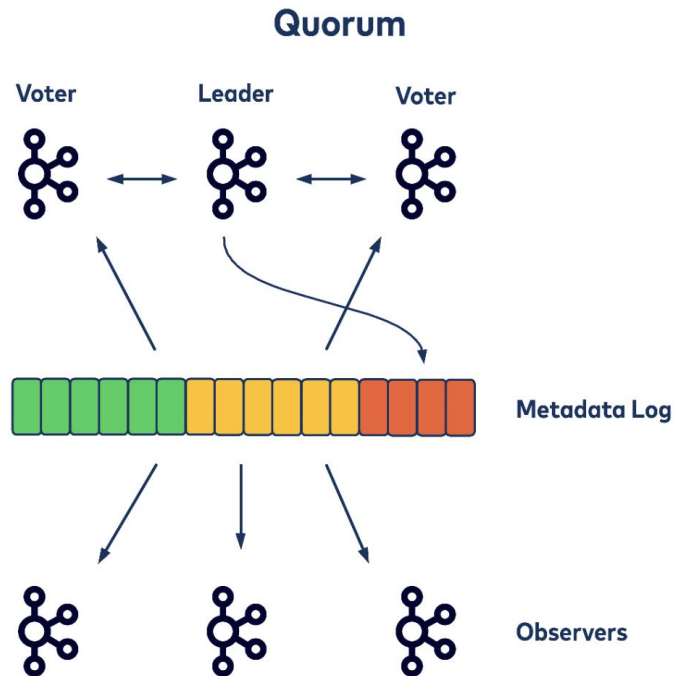 Quorum
Voter
Leader
Voter
Metadata Log
Observers